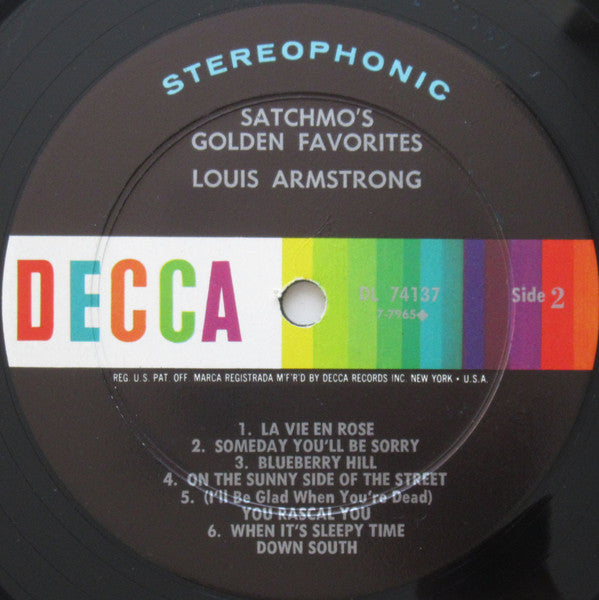 STEREOPHONIC
SATCHMO'S
GOLDEN FAVORITES
LOUIS ARMSTRONG
DECCA
DL 74137
7-7965◆
Side 2
REG. U.S. PAT. OFF. MARCA REGISTRADA M'F'R'D BY DECCA RECORDS INC. NEW YORK • U.S.A.
1. LA VIE EN ROSE
2. SOMEDAY YOU'LL BE SORRY
3. BLUEBERRY HILL
4. ON THE SUNNY SIDE OF THE STREET
5. (I'll Be Glad When You're Dead)
YOU RASCAL YOU
6. WHEN IT'S SLEEPY TIME
DOWN SOUTH